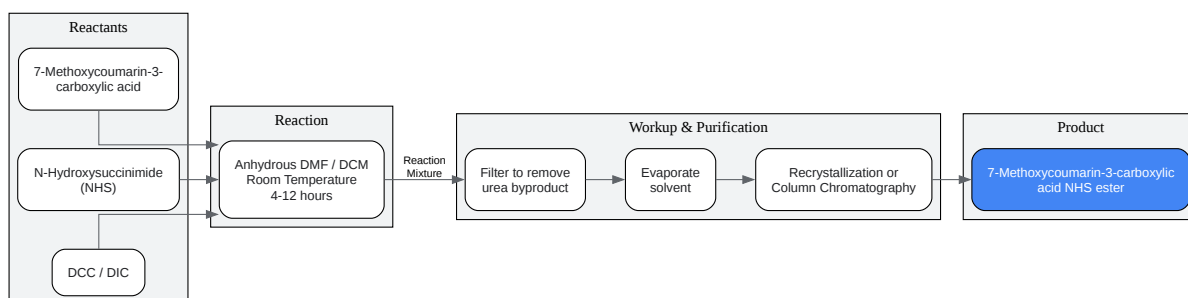 Reactants
7-Methoxycoumarin-3-
carboxylic acid
N-Hydroxysuccinimide
(NHS)
DCC / DIC
Reaction
Anhydrous DMF / DCM
Room Temperature
4-12 hours
Reaction
Mixture
Workup & Purification
Filter to remove
urea byproduct
Evaporate
solvent
Recrystallization or
Column Chromatography
Product
7-Methoxycoumarin-3-carboxylic
acid NHS ester